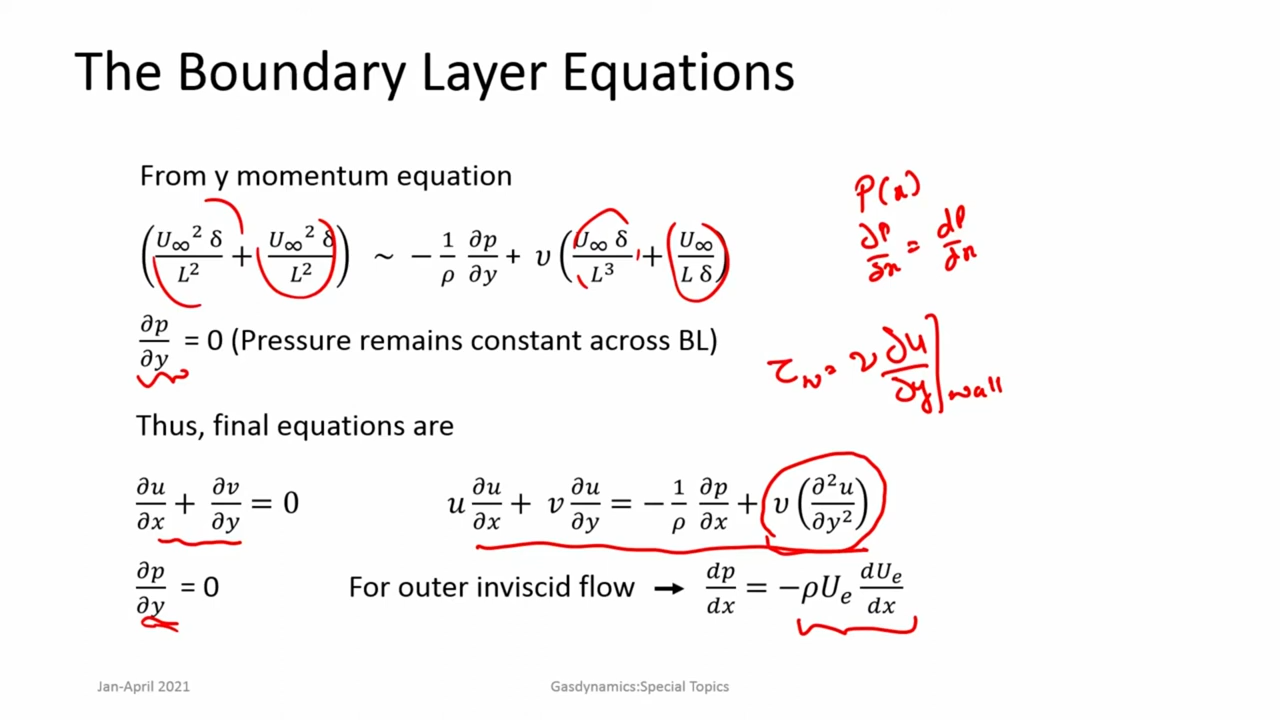 The Boundary Layer Equations
From y momentum equation
(U∞² δ / L² + U∞² δ / L²) ~ − 1/ρ ∂p/∂y + υ (U∞ δ / L³ + U∞ / L δ)
P(x)
∂P/∂x = dP/dx
∂p/∂y = 0 (Pressure remains constant across BL)
τw = ν ∂u/∂y | wall
Thus, final equations are
∂u/∂x + ∂v/∂y = 0 u ∂u/∂x + v ∂u/∂y = − 1/ρ ∂p/∂x + υ (∂²u/∂y²)
∂p/∂y = 0 For outer inviscid flow → dp/dx = −ρUₑ dUₑ/dx
Jan-April 2021 Gasdynamics:Special Topics